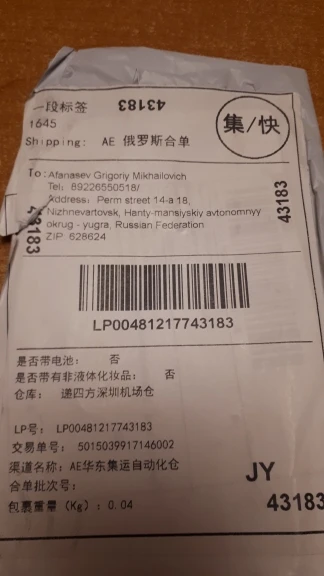 一段标签
43183
1645
集/快
Shipping: AE 俄罗斯合单
To: Afanasev Grigoriy Mikhailovich
Tel: 89226550518/
Address: Perm street 14-a 18,
Nizhnevartovsk, Hanty-mansiyskiy avtonomnyy
okrug - yugra, Russian Federation
ZIP: 628624
43183
43183
LP00481217743183
是否带电池: 否
是否带有非液体化妆品: 否
仓库: 递四方深圳机场仓
LP号: LP00481217743183
交易单号: 5015039917146002
渠道名称: AE华东集运自动化仓
合单批次号:
JY
包裹重量 (Kg): 0.04
43183